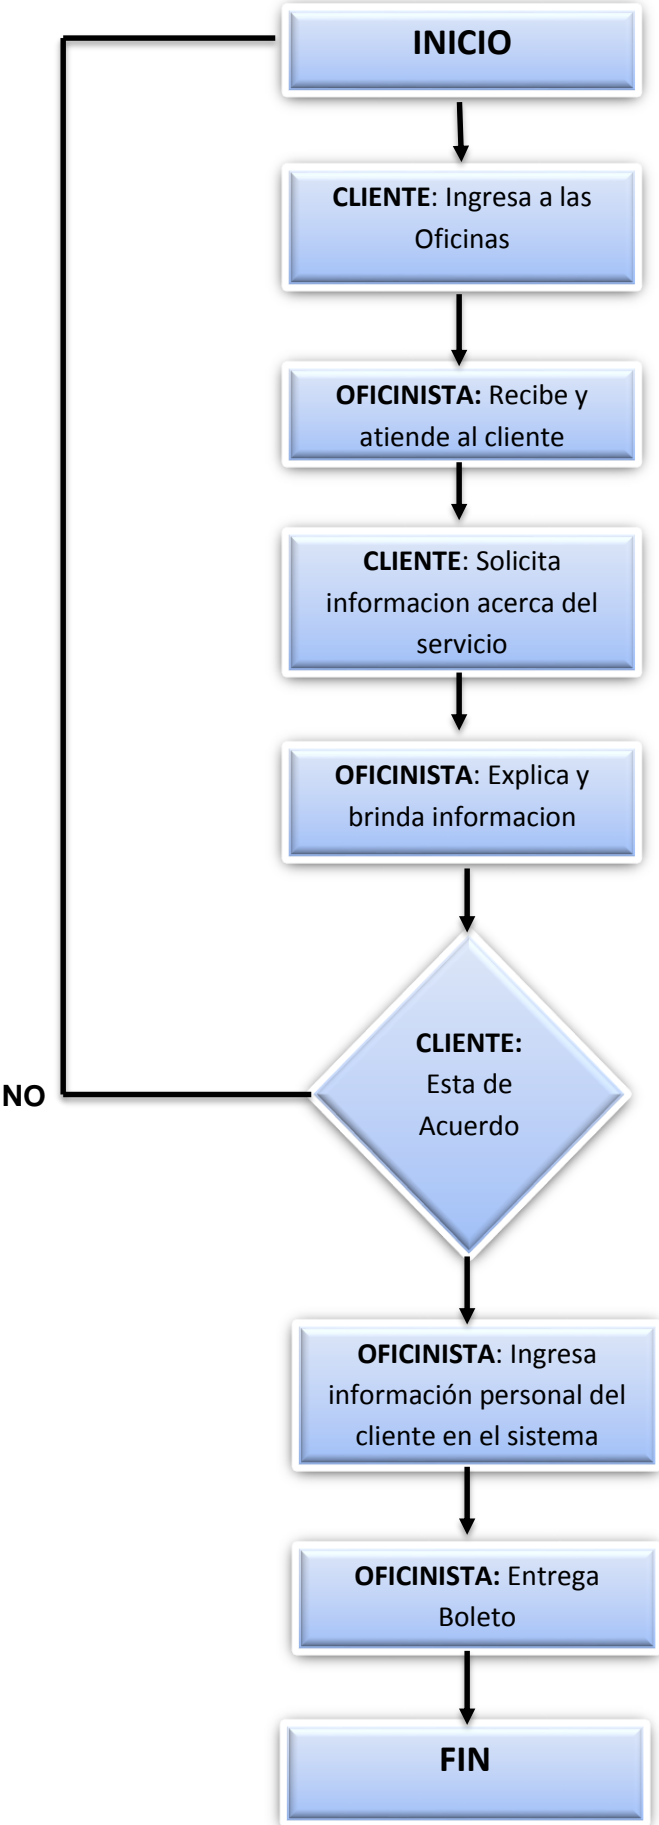 INICIO
CLIENTE: Ingresa a las
Oficinas
OFICINISTA: Recibe y
atiende al cliente
CLIENTE: Solicita
informacion acerca del
servicio
OFICINISTA: Explica y
brinda informacion
CLIENTE:
Esta de
Acuerdo
NO
OFICINISTA: Ingresa
información personal del
cliente en el sistema
OFICINISTA: Entrega
Boleto
FIN